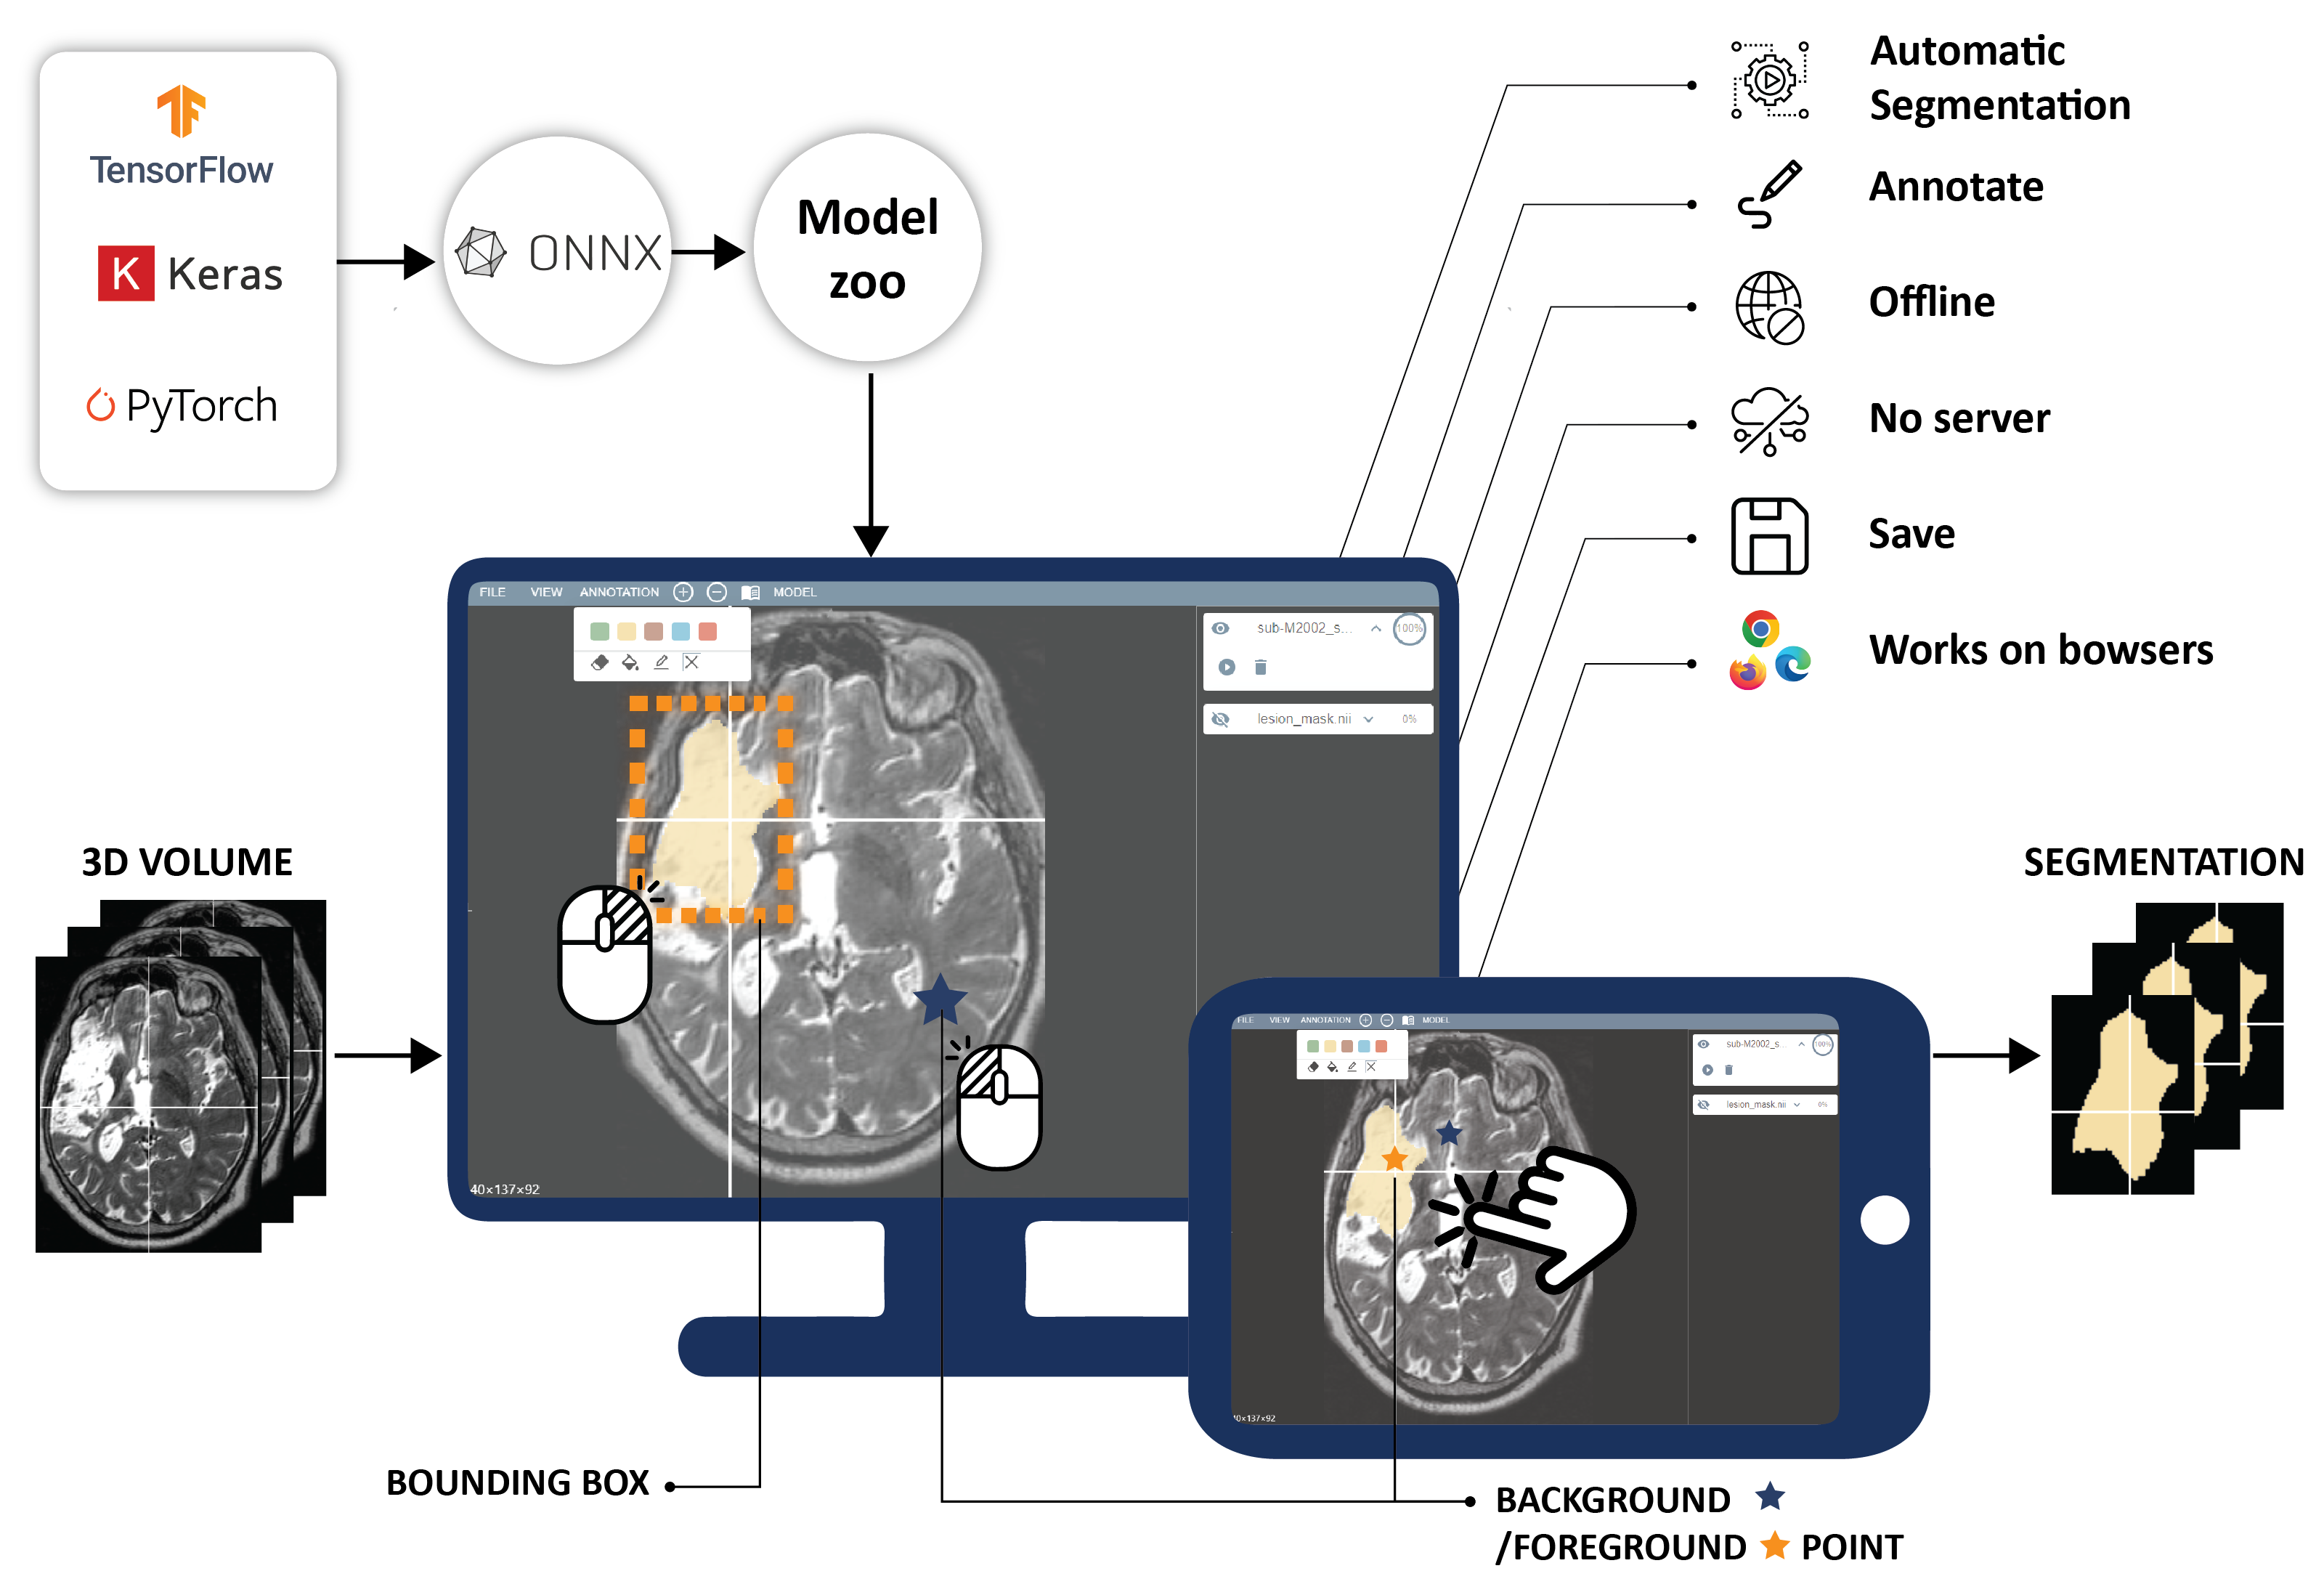 TensorFlow
K Keras
PyTorch
ONNX
Model
zoo
Automatic
Segmentation
Annotate
Offline
No server
Save
Works on bowsers
FILE VIEW ANNOTATION MODEL
sub-M2002_s... 100%
lesion_mask.nii 0%
40×137×92
3D VOLUME
SEGMENTATION
FILE VIEW ANNOTATION MODEL
sub-M2002_s... 100%
lesion_mask.nii 0%
40×137×92
BOUNDING BOX
BACKGROUND
/FOREGROUND POINT